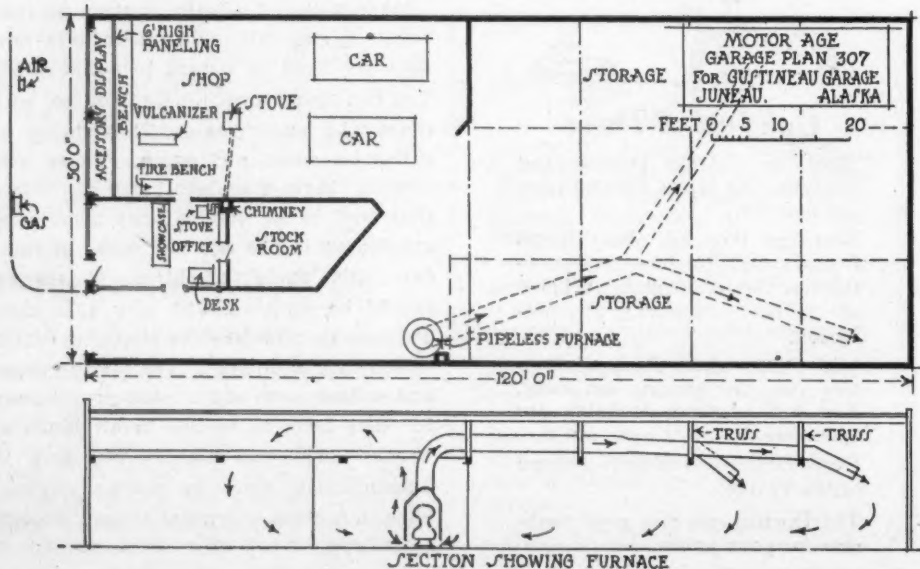 6' HIGH
PANELING
SHOP
CAR
CAR
STORAGE
MOTOR AGE
GARAGE PLAN 307
FOR GUSTINEAU GARAGE
JUNEAU. ALASKA
FEET 0 5 10 20
AIR
ACCESSORY DISPLAY
BENCH
VULCANIZER
STOVE
50' 0"
TIRE BENCH
GAS
SHOWCASE
STOVE
OFFICE
CHIMNEY
STOCK
ROOM
DESK
STORAGE
PIPELESS FURNACE
120' 0"
TRUSS
TRUSS
SECTION SHOWING FURNACE